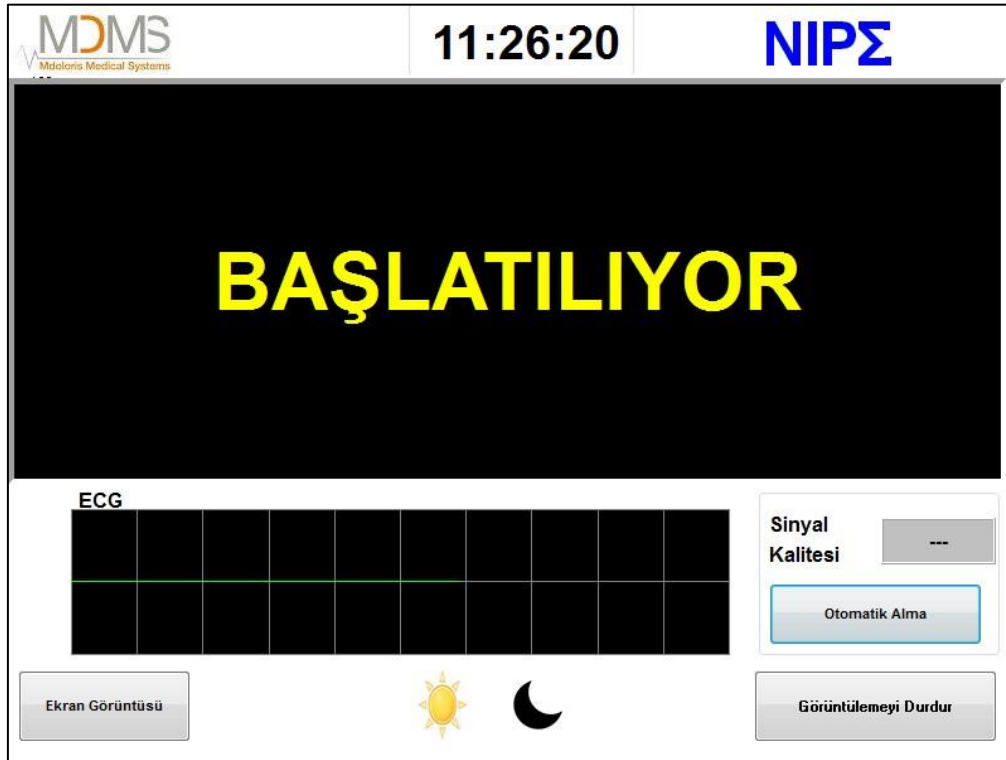 MDMS
Mdoloris Medical Systems
11:26:20
NIPΣ
BAŞLATILIYOR
ECG
Sinyal
Kalitesi
---
Otomatik Alma
Ekran Görüntüsü
Görüntülemeyi Durdur